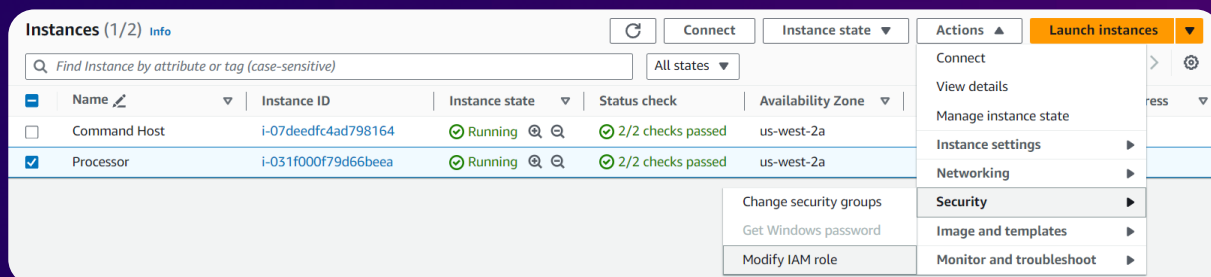 Instances (1/2) Info
Connect
Instance state
Actions
Launch instances
Find Instance by attribute or tag (case-sensitive)
All states
Name
Instance ID
Instance state
Status check
Availability Zone
ress
Command Host
i-07deedfc4ad798164
Running
2/2 checks passed
us-west-2a
Processor
i-031f000f79d66beea
Running
2/2 checks passed
us-west-2a
Connect
View details
Manage instance state
Instance settings
Networking
Security
Image and templates
Monitor and troubleshoot
Change security groups
Get Windows password
Modify IAM role